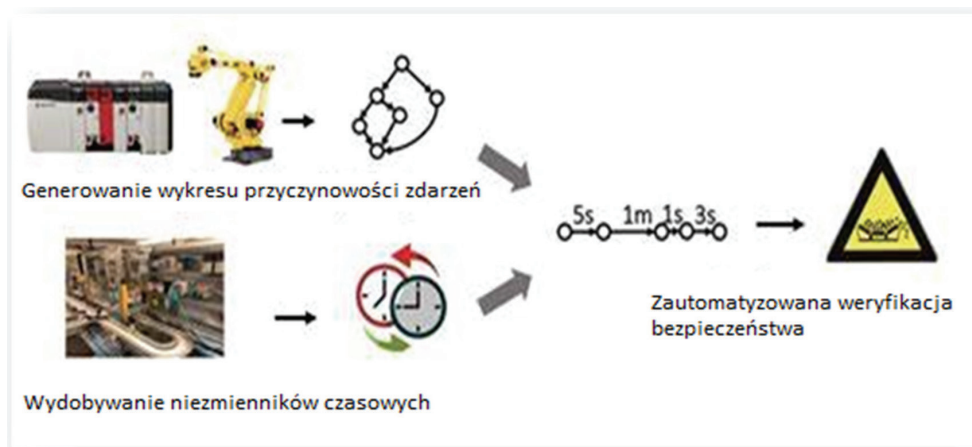 Generowanie wykresu przyczynowości zdarzeń
5s 1m 1s 3s
Zautomatyzowana weryfikacja
bezpieczeństwa
Wydobywanie niezmienników czasowych